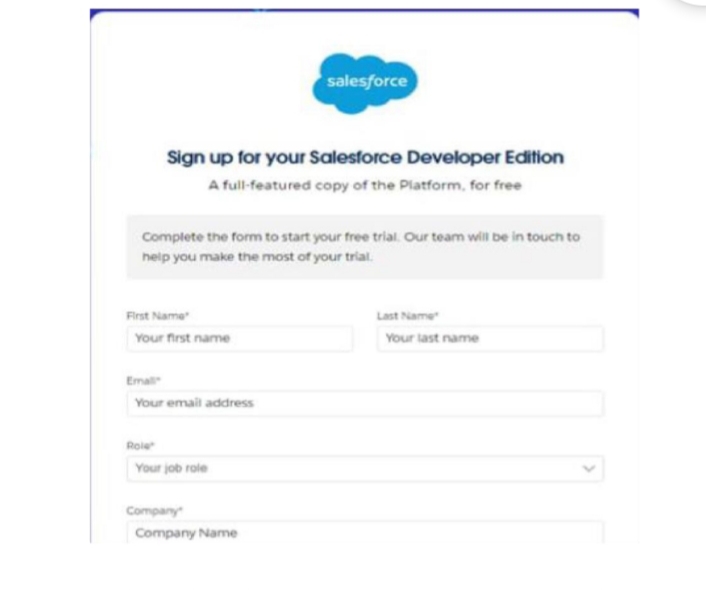 salesforce
Sign up for your Salesforce Developer Edition
A full-featured copy of the Platform, for free
Complete the form to start your free trial. Our team will be in touch to
help you make the most of your trial.
First Name* Last Name*
Your first name Your last name
Email*
Your email address
Role*
Your job role
Company*
Company Name